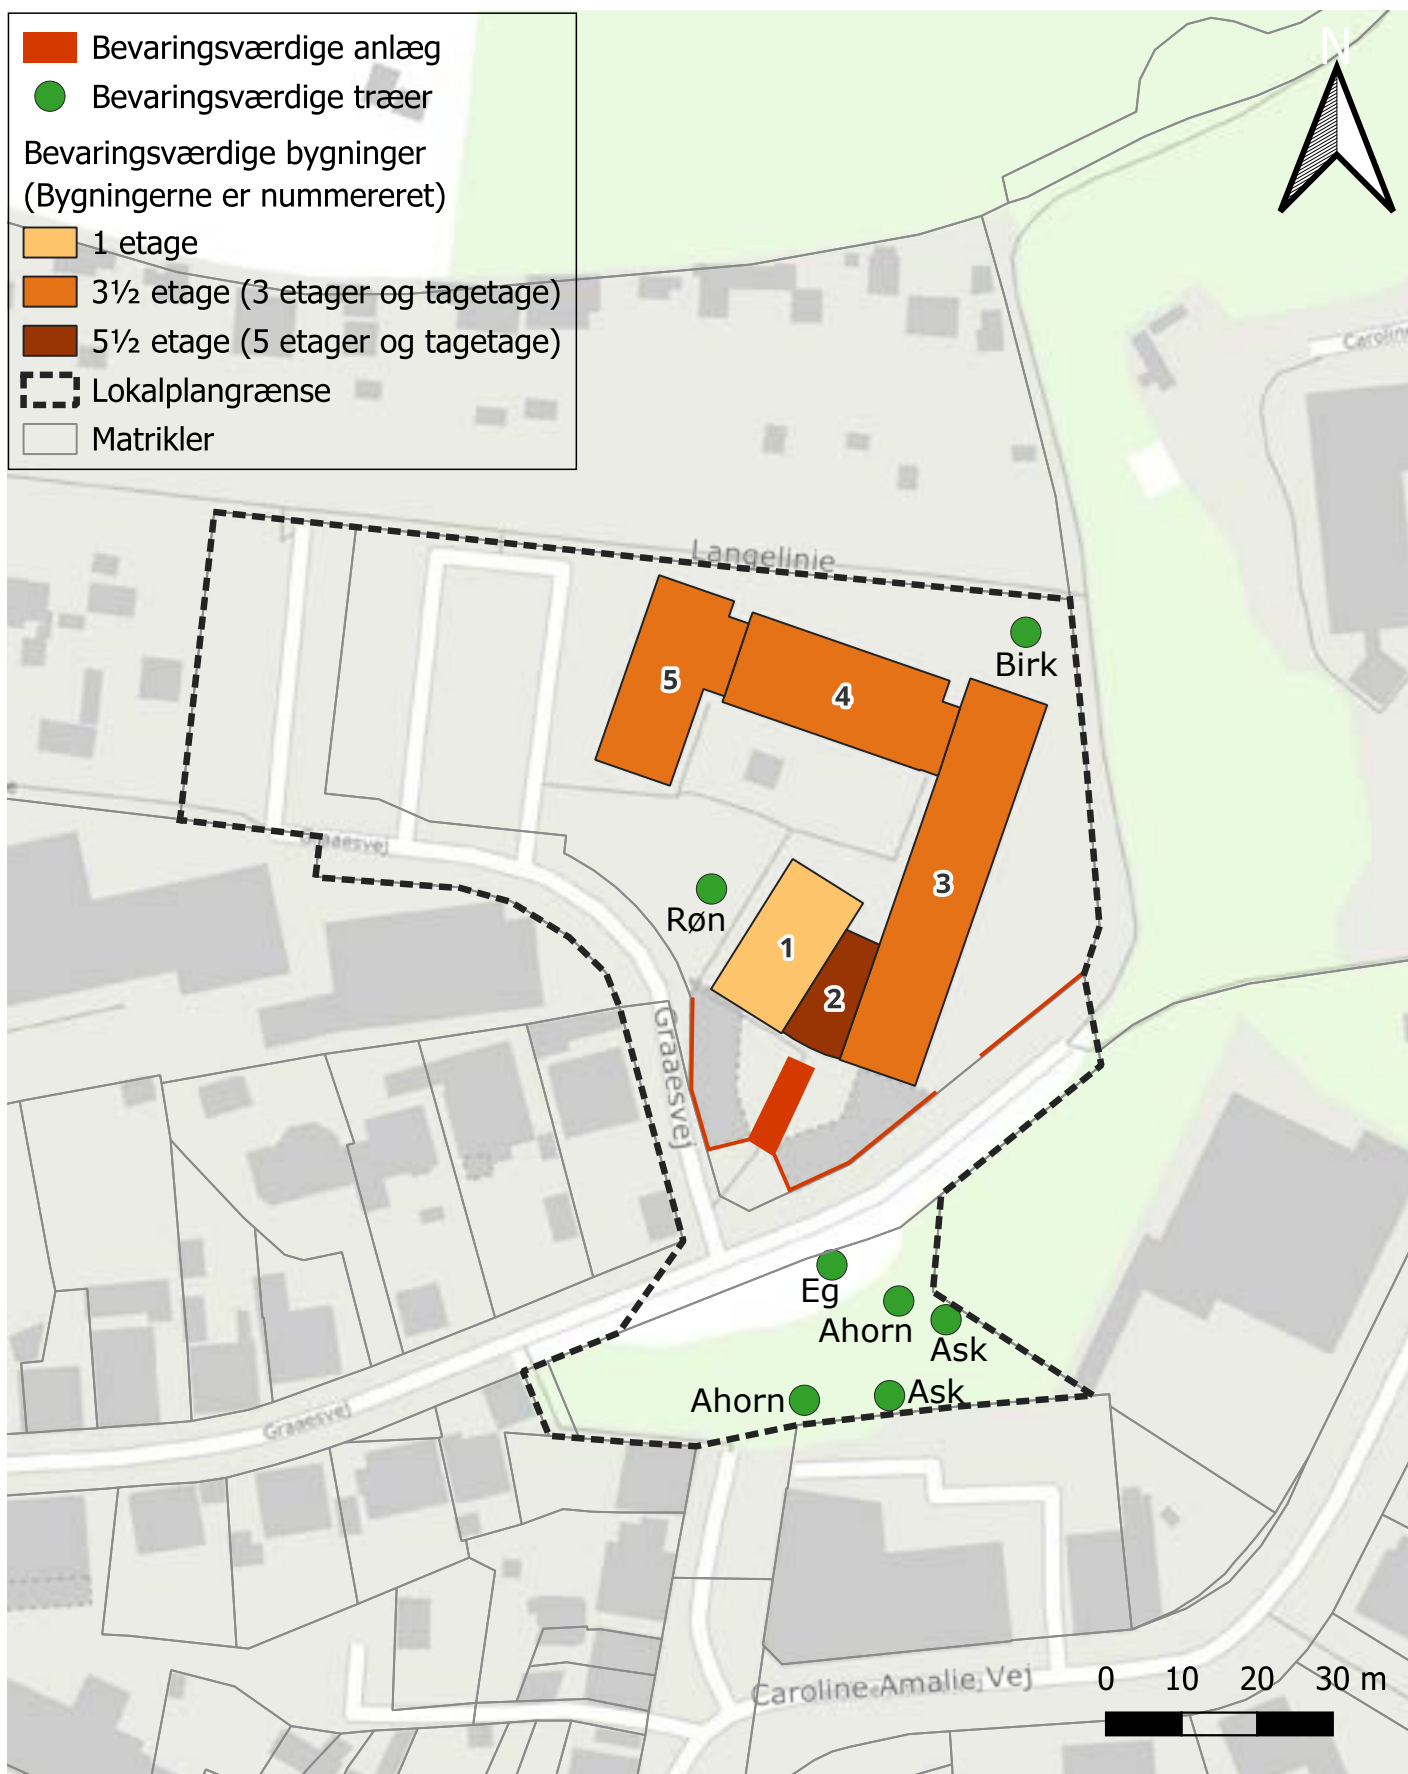 Bevaringsværdige anlæg
Bevaringsværdige træer
Bevaringsværdige bygninger
(Bygningerne er nummereret)
1 etage
3½ etage (3 etager og tagetage)
5½ etage (5 etager og tagetage)
Lokalplangrænse
Matrikler
N
Caroline
Langelinie
Birk
5
4
3
Graaesvej
Røn
1
2
Graaesvej
Eg
Ahorn
Ask
Ahorn
Ask
Graaesvej
Caroline Amalie Vej
0 10 20 30 m